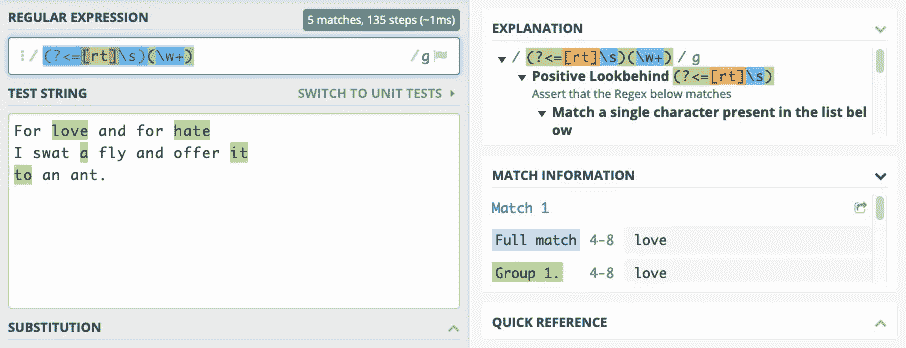 REGULAR EXPRESSION
5 matches, 135 steps (~1ms)
/ (?<=[rt]\s)(\w+) / g
TEST STRING
SWITCH TO UNIT TESTS
For love and for hate
I swat a fly and offer it
to an ant.
SUBSTITUTION
EXPLANATION
/ (?<=[rt]\s)(\w+) / g
Positive Lookbehind (?<=[rt]\s)
Assert that the Regex below matches
Match a single character present in the list bel
ow
MATCH INFORMATION
Match 1
Full match 4-8 love
Group 1. 4-8 love
QUICK REFERENCE